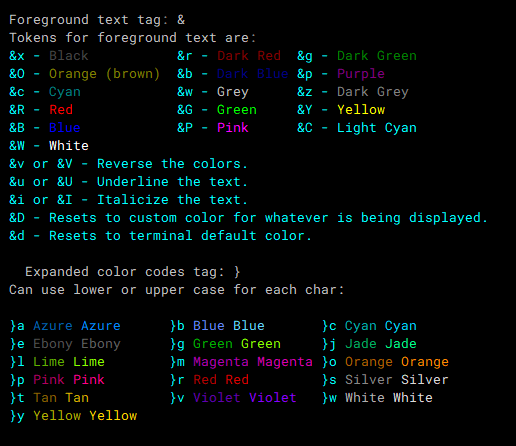 Foreground text tag: &
Tokens for foreground text are:
&x - Black &r - Dark Red &g - Dark Green
&O - Orange (brown) &b - Dark Blue &p - Purple
&c - Cyan &w - Grey &z - Dark Grey
&R - Red &G - Green &Y - Yellow
&B - Blue &P - Pink &C - Light Cyan
&W - White
&v or &V - Reverse the colors.
&u or &U - Underline the text.
&i or &I - Italicize the text.
&D - Resets to custom color for whatever is being displayed.
&d - Resets to terminal default color.
Expanded color codes tag: }
Can use lower or upper case for each char:
}a Azure Azure }b Blue Blue }c Cyan Cyan
}e Ebony Ebony }g Green Green }j Jade Jade
}l Lime Lime }m Magenta Magenta }o Orange Orange
}p Pink Pink }r Red Red }s Silver Silver
}t Tan Tan }v Violet Violet }w White White
}y Yellow Yellow